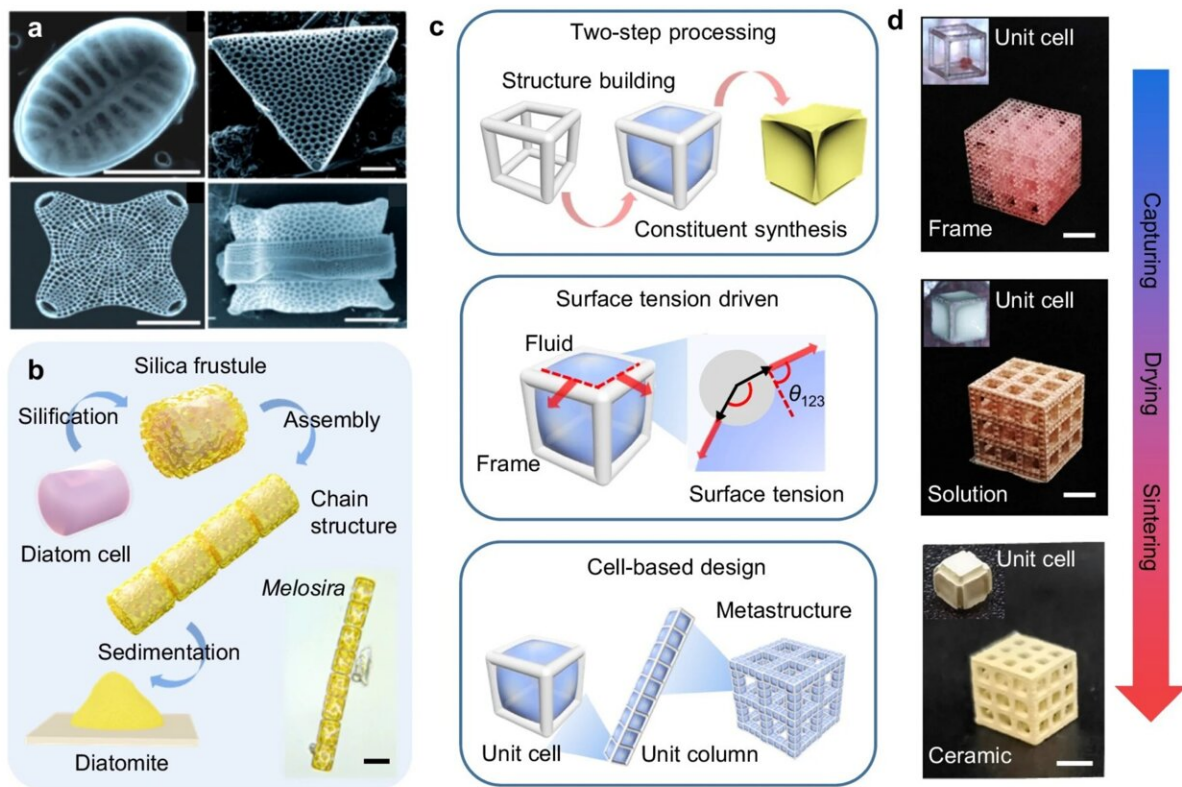 a
b
Silica frustule
Silification
Assembly
Diatom cell
Chain
structure
Melosira
Sedimentation
Diatomite
c
Two-step processing
Structure building
Constituent synthesis
Surface tension driven
Fluid
θ123
Frame
Surface tension
Cell-based design
Metastructure
Unit cell
Unit column
d
Unit cell
Frame
Unit cell
Solution
Unit cell
Ceramic
Capturing
Drying
Sintering